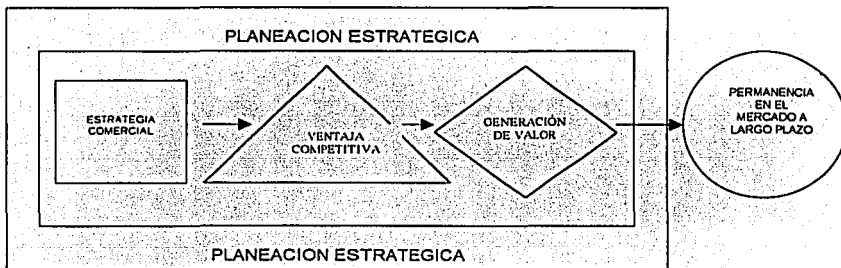 PLANEACION ESTRATEGICA
ESTRATEGIA
COMERCIAL
VENTAJA
COMPETITIVA
GENERACIÓN
DE VALOR
PERMANENCIA
EN EL
MERCADO A
LARGO PLAZO
PLANEACION ESTRATEGICA